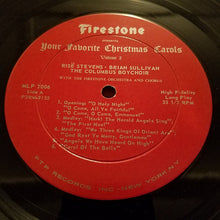 Firestone
presents
Your Favorite Christmas Carols
Volume 2
RISË STEVENS - BRIAN SULLIVAN
THE COLUMBUS BOYCHOIR
WITH THE FIRESTONE ORCHESTRA AND CHORUS
MLP 7006
Side A
High Fidelity
Long Play
33 1/3 RPM
1. Opening: "O Holy Night"
"O Come, All Ye Faithful"
2. "O Come, O Come, Emmanuel"
3. Medley: "Hark! The Herald Angels Sing"
"The First Noel"
4. Medley: "We Three Kings Of Orient Are"
"God Rest Ye Merry, Gentlemen"
"Angels We Have Heard On High"
5. "Carol Of The Bells"
FTP RECORDS, INC. - NEW YORK, N.Y.